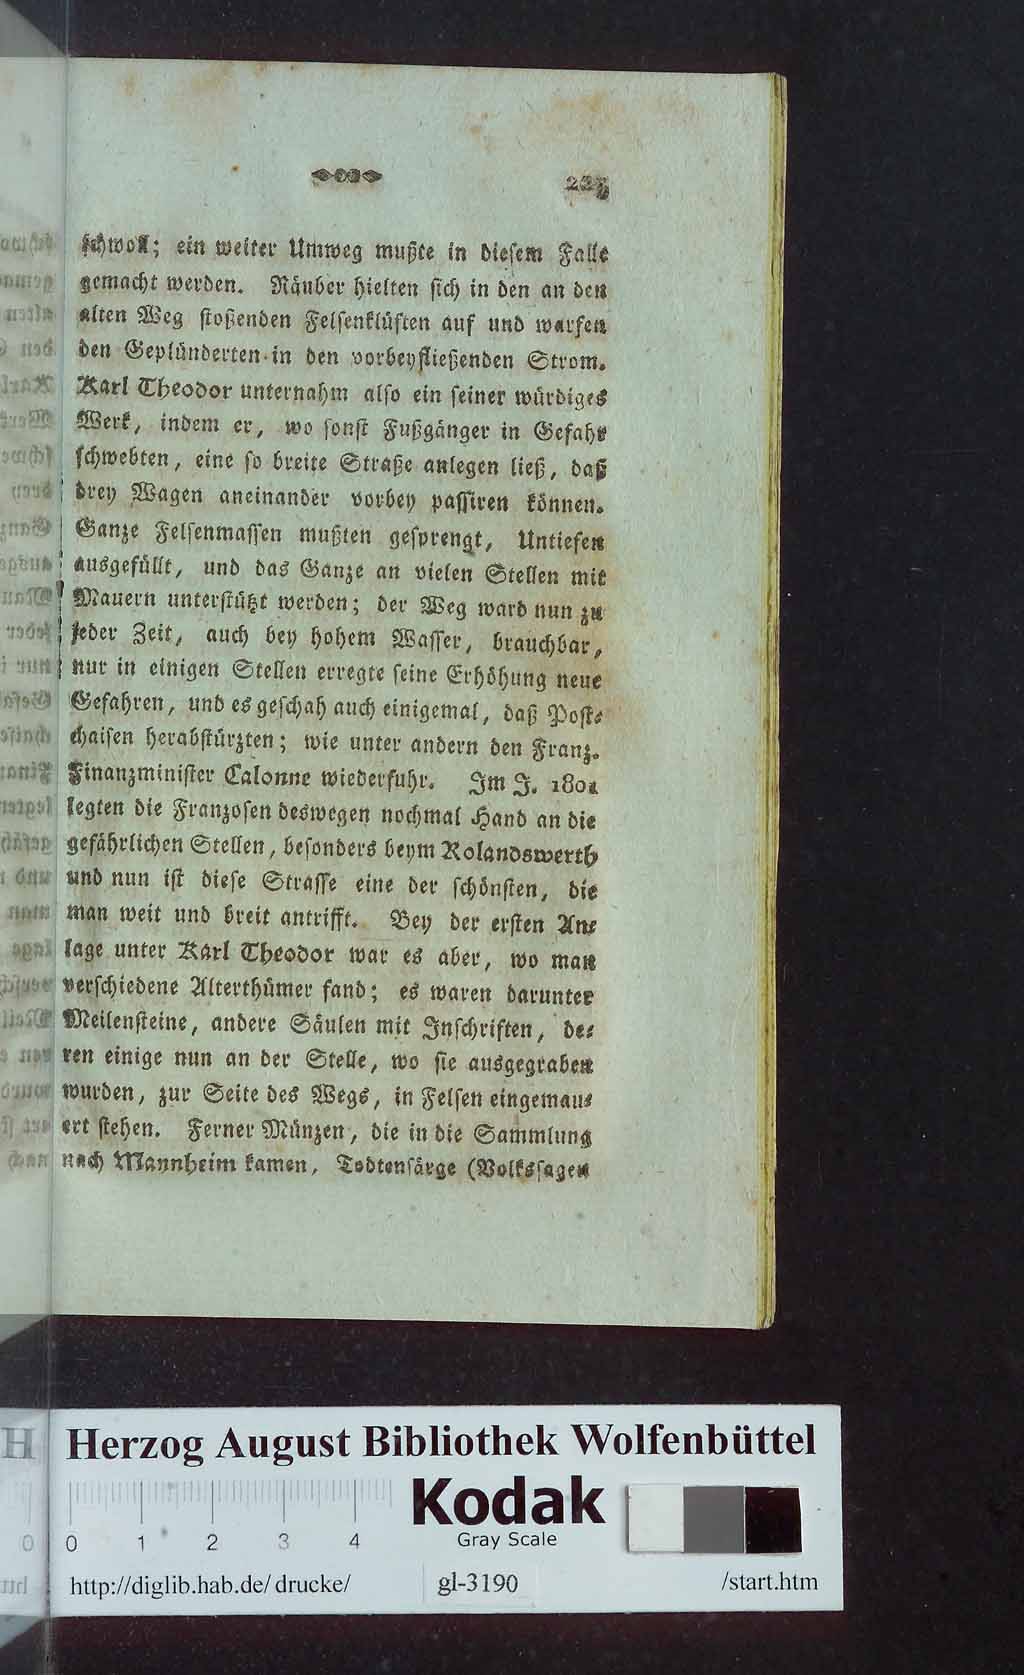 225
schwoll; ein weiter Umweg mußte in diesem Falle
gemacht werden. Räuber hielten sich in den an den
alten Weg stoßenden Felsenklüften auf und warfen
den Geplünderten in den vorbeyfließenden Strom.
Karl Theodor unternahm also ein seiner würdiges
Werk, indem er, wo sonst Fußgänger in Gefahr
schwebten, eine so breite Straße anlegen ließ, daß
drey Wagen aneinander vorbey passiren können.
Ganze Felsenmassen mußten gesprengt, Untiefen
ausgefüllt, und das Ganze an vielen Stellen mit
Mauern unterstützt werden; der Weg ward nun zu
jeder Zeit, auch bey hohem Wasser, brauchbar,
nur in einigen Stellen erregte seine Erhöhung neue
Gefahren, und es geschah auch einigemal, daß Post-
chaisen herabstürzten; wie unter andern den Franz.
Finanzminister Calonne wiederfuhr. Im J. 1801
legten die Franzosen deswegen nochmal Hand an die
gefährlichen Stellen, besonders beym Rolandswerth
und nun ist diese Strasse eine der schönsten, die
man weit und breit antrifft. Bey der ersten An-
lage unter Karl Theodor war es aber, wo man
verschiedene Alterthümer fand; es waren darunter
Meilensteine, andere Säulen mit Inschriften, de-
ren einige nun an der Stelle, wo sie ausgegraben
wurden, zur Seite des Wegs, in Felsen eingemau-
ert stehen. Ferner Münzen, die in die Sammlung
nach Mannheim kamen, Todtensärge (Volkssagen
Herzog August Bibliothek Wolfenbüttel
Kodak
Gray Scale
0 1 2 3 4
http://diglib.hab.de/drucke/ gl-3190 /start.htm